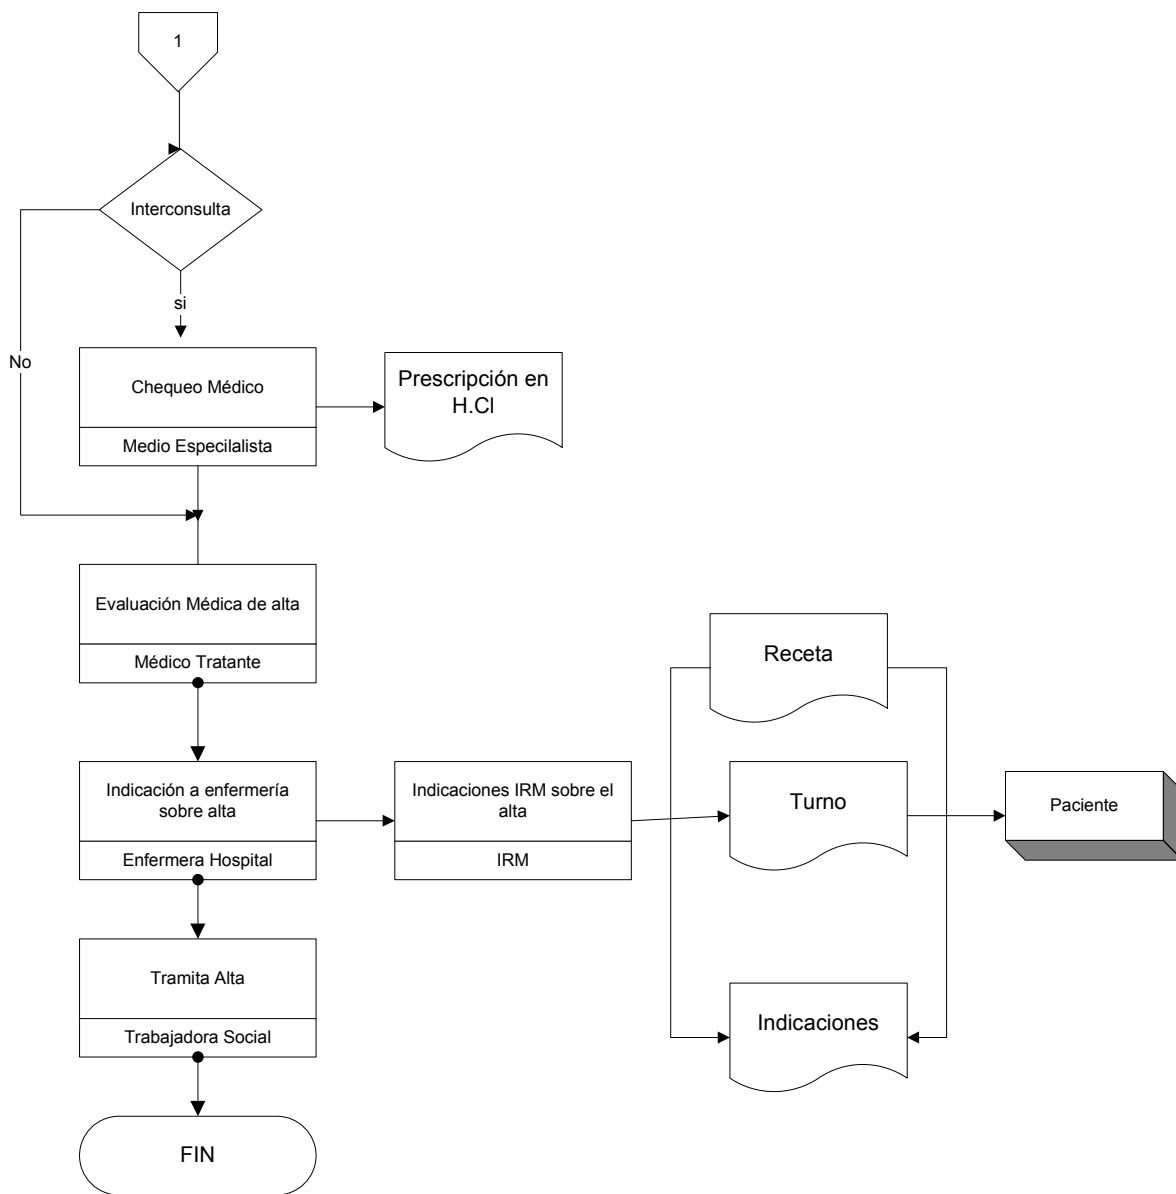 1
Interconsulta
si
No
Chequeo Médico
Medio Especilalista
Prescripción en
H.Cl
Evaluación Médica de alta
Médico Tratante
Receta
Indicación a enfermería
sobre alta
Enfermera Hospital
Indicaciones IRM sobre el
alta
IRM
Turno
Paciente
Tramita Alta
Trabajadora Social
Indicaciones
FIN